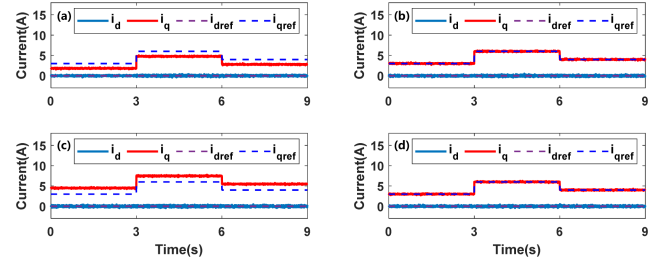 (a) i_d i_q i_dref i_qref
Current(A)
15
10
5
0
0 3 6 9
(b) i_d i_q i_dref i_qref
Current(A)
15
10
5
0
0 3 6 9
(c) i_d i_q i_dref i_qref
Current(A)
15
10
5
0
0 3 6 9
Time(s)
(d) i_d i_q i_dref i_qref
Current(A)
15
10
5
0
0 3 6 9
Time(s)